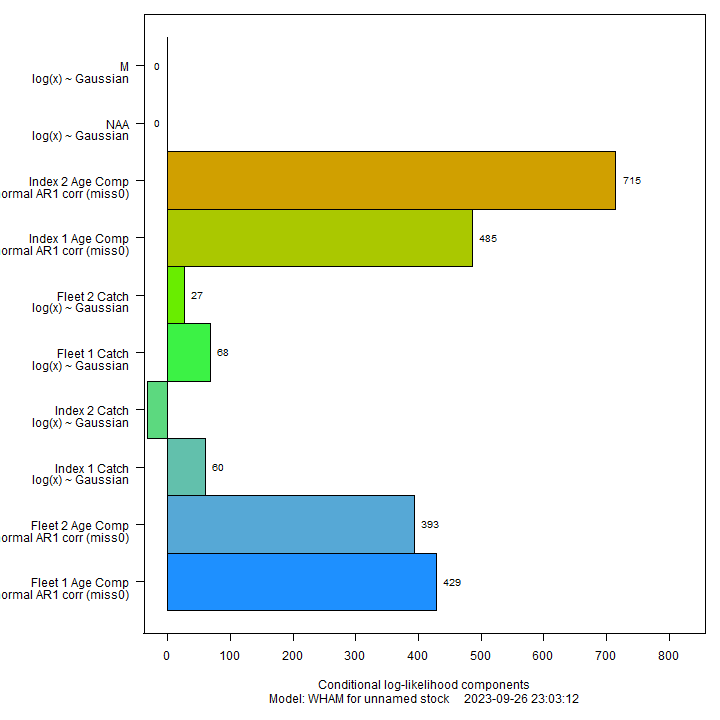 M
log(x) ~ Gaussian
0
NAA
log(x) ~ Gaussian
0
Index 2 Age Comp
normal AR1 corr (miss0)
715
Index 1 Age Comp
normal AR1 corr (miss0)
485
Fleet 2 Catch
log(x) ~ Gaussian
27
Fleet 1 Catch
log(x) ~ Gaussian
68
Index 2 Catch
log(x) ~ Gaussian
Index 1 Catch
log(x) ~ Gaussian
60
Fleet 2 Age Comp
normal AR1 corr (miss0)
393
Fleet 1 Age Comp
normal AR1 corr (miss0)
429
0 100 200 300 400 500 600 700 800
Conditional log-likelihood components
Model: WHAM for unnamed stock 2023-09-26 23:03:12